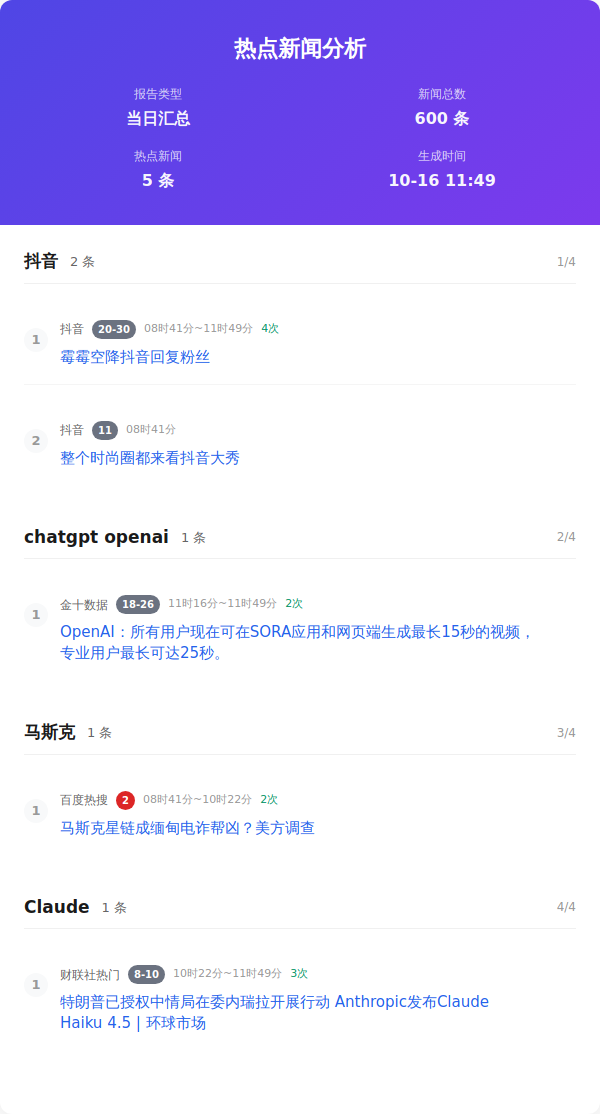 热点新闻分析
报告类型
新闻总数
当日汇总
600 条
热点新闻
生成时间
5 条
10-16 11:49
抖音 2 条 1/4
1
抖音 20-30 08时41分~11时49分 4次
霉霉空降抖音回复粉丝
2
抖音 11 08时41分
整个时尚圈都来看抖音大秀
chatgpt openai 1 条 2/4
1
金十数据 18-26 11时16分~11时49分 2次
OpenAI：所有用户现在可在SORA应用和网页端生成最长15秒的视频，
专业用户最长可达25秒。
马斯克 1 条 3/4
1
百度热搜 2 08时41分~10时22分 2次
马斯克星链成缅甸电诈帮凶？美方调查
Claude 1 条 4/4
1
财联社热门 8-10 10时22分~11时49分 3次
特朗普已授权中情局在委内瑞拉开展行动 Anthropic发布Claude
Haiku 4.5 | 环球市场